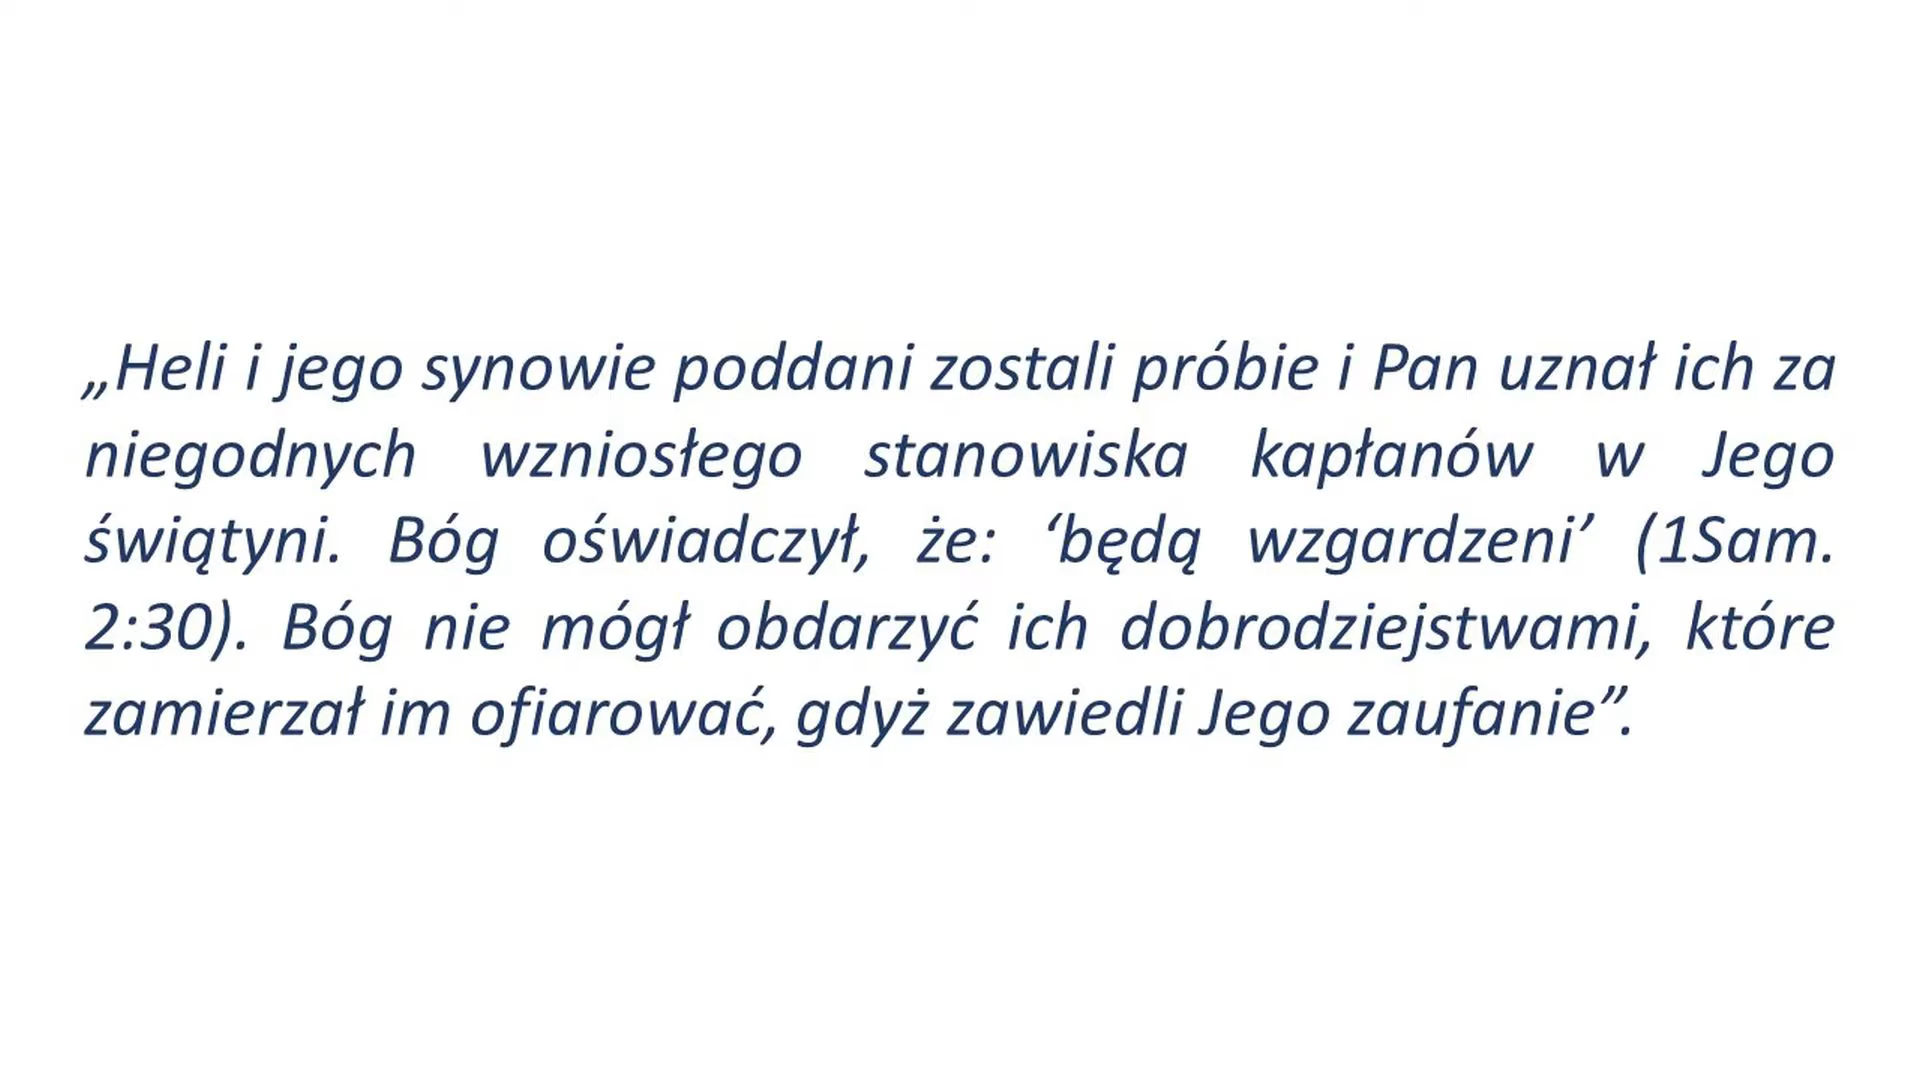 „Heli i jego synowie poddani zostali próbie i Pan uznał ich za
niegodnych wzniosłego stanowiska kapłanów w Jego
świątyni. Bóg oświadczył, że: ‘będą wzgardzeni’ (1Sam.
2:30). Bóg nie mógł obdarzyć ich dobrodziejstwami, które
zamierzał im ofiarować, gdyż zawiedli Jego zaufanie”.